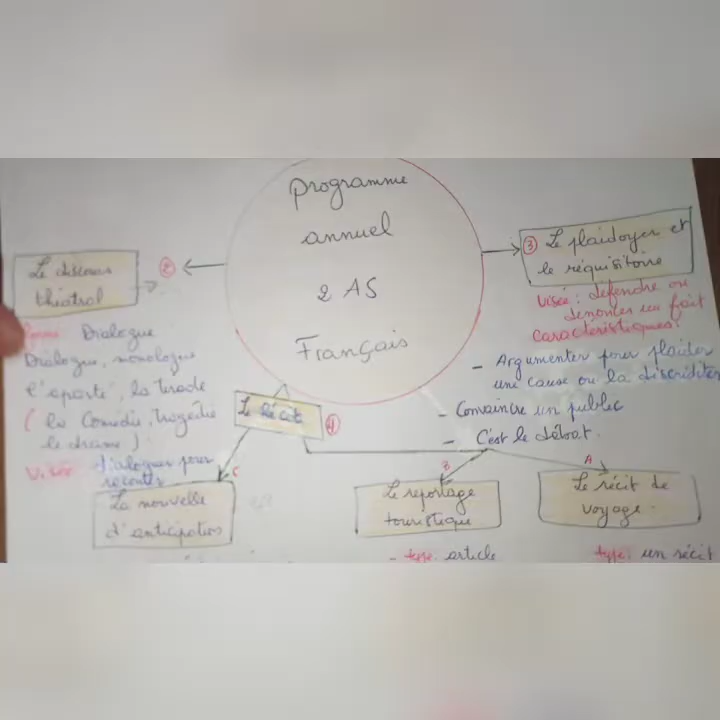 programme
annuel
2 AS
Français
Le discours
théatral
2
forme: Dialogue
Dialogue, monologue
l'aparté, la tirade
( la Comédie, tragédie
le drame )
Visée: dialoguer pour
raconter
3 Le plaidoyer et
le réquisitoire
Visée: défendre ou
dénoncer un fait
Caractéristiques:
- Argumenter pour plaider
une cause ou la discréditer
- Convaincre un public
- C'est le débat.
Le Récit 4
C
La nouvelle
d'anticipation
B
Le reportage
touristique
- type: article
A
Le récit de
voyage.
type: un récit